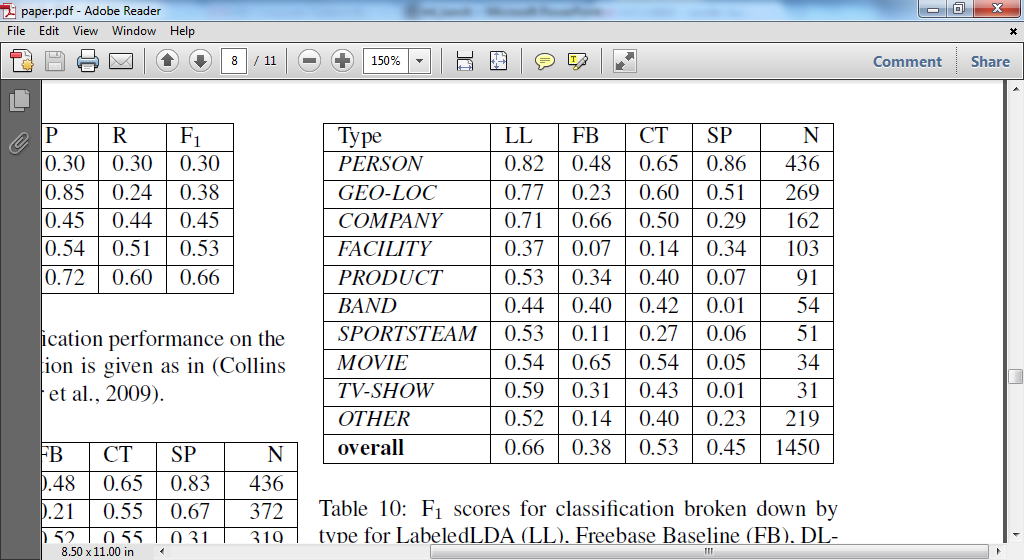 paper.pdf - Adobe Reader
File Edit View Window Help
8 / 11 150% Comment Share
P R F1
0.30 0.30 0.30
0.85 0.24 0.38
0.45 0.44 0.45
0.54 0.51 0.53
0.72 0.60 0.66
fication performance on the
tion is given as in (Collins
r et al., 2009).
FB CT SP N
0.48 0.65 0.83 436
0.21 0.55 0.67 372
0.52 0.55 0.31 319
Type LL FB CT SP N
PERSON 0.82 0.48 0.65 0.86 436
GEO-LOC 0.77 0.23 0.60 0.51 269
COMPANY 0.71 0.66 0.50 0.29 162
FACILITY 0.37 0.07 0.14 0.34 103
PRODUCT 0.53 0.34 0.40 0.07 91
BAND 0.44 0.40 0.42 0.01 54
SPORTSTEAM 0.53 0.11 0.27 0.06 51
MOVIE 0.54 0.65 0.54 0.05 34
TV-SHOW 0.59 0.31 0.43 0.01 31
OTHER 0.52 0.14 0.40 0.23 219
overall 0.66 0.38 0.53 0.45 1450
Table 10: F1 scores for classification broken down by
type for LabeledLDA (LL), Freebase Baseline (FB), DL-
8.50 x 11.00 in